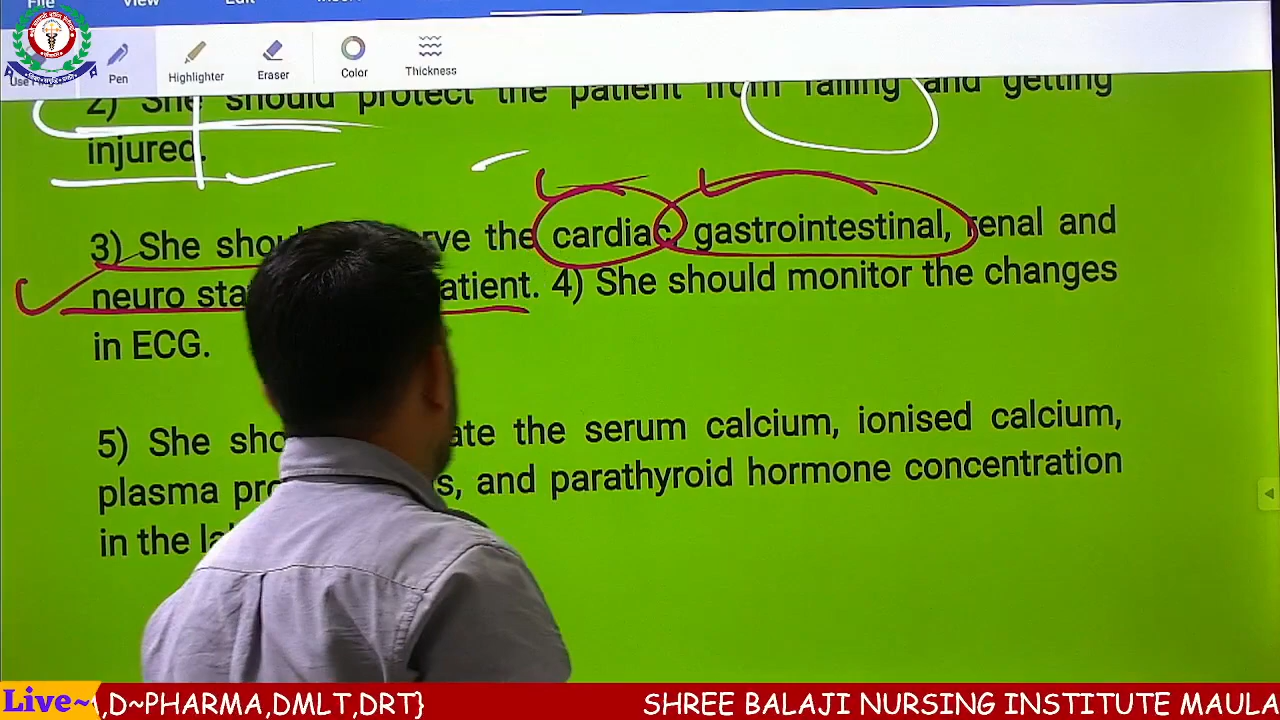 File View Edit Insert
Pen Highlighter Eraser Color Thickness
2) She should protect the patient from falling and getting
injured.
3) She shou rve the cardiac, gastrointestinal, renal and
neuro sta atient. 4) She should monitor the changes
in ECG.
5) She sho ate the serum calcium, ionised calcium,
plasma pro s, and parathyroid hormone concentration
in the la
Live~ A,D~PHARMA,DMLT,DRT} SHREE BALAJI NURSING INSTITUTE MAULA